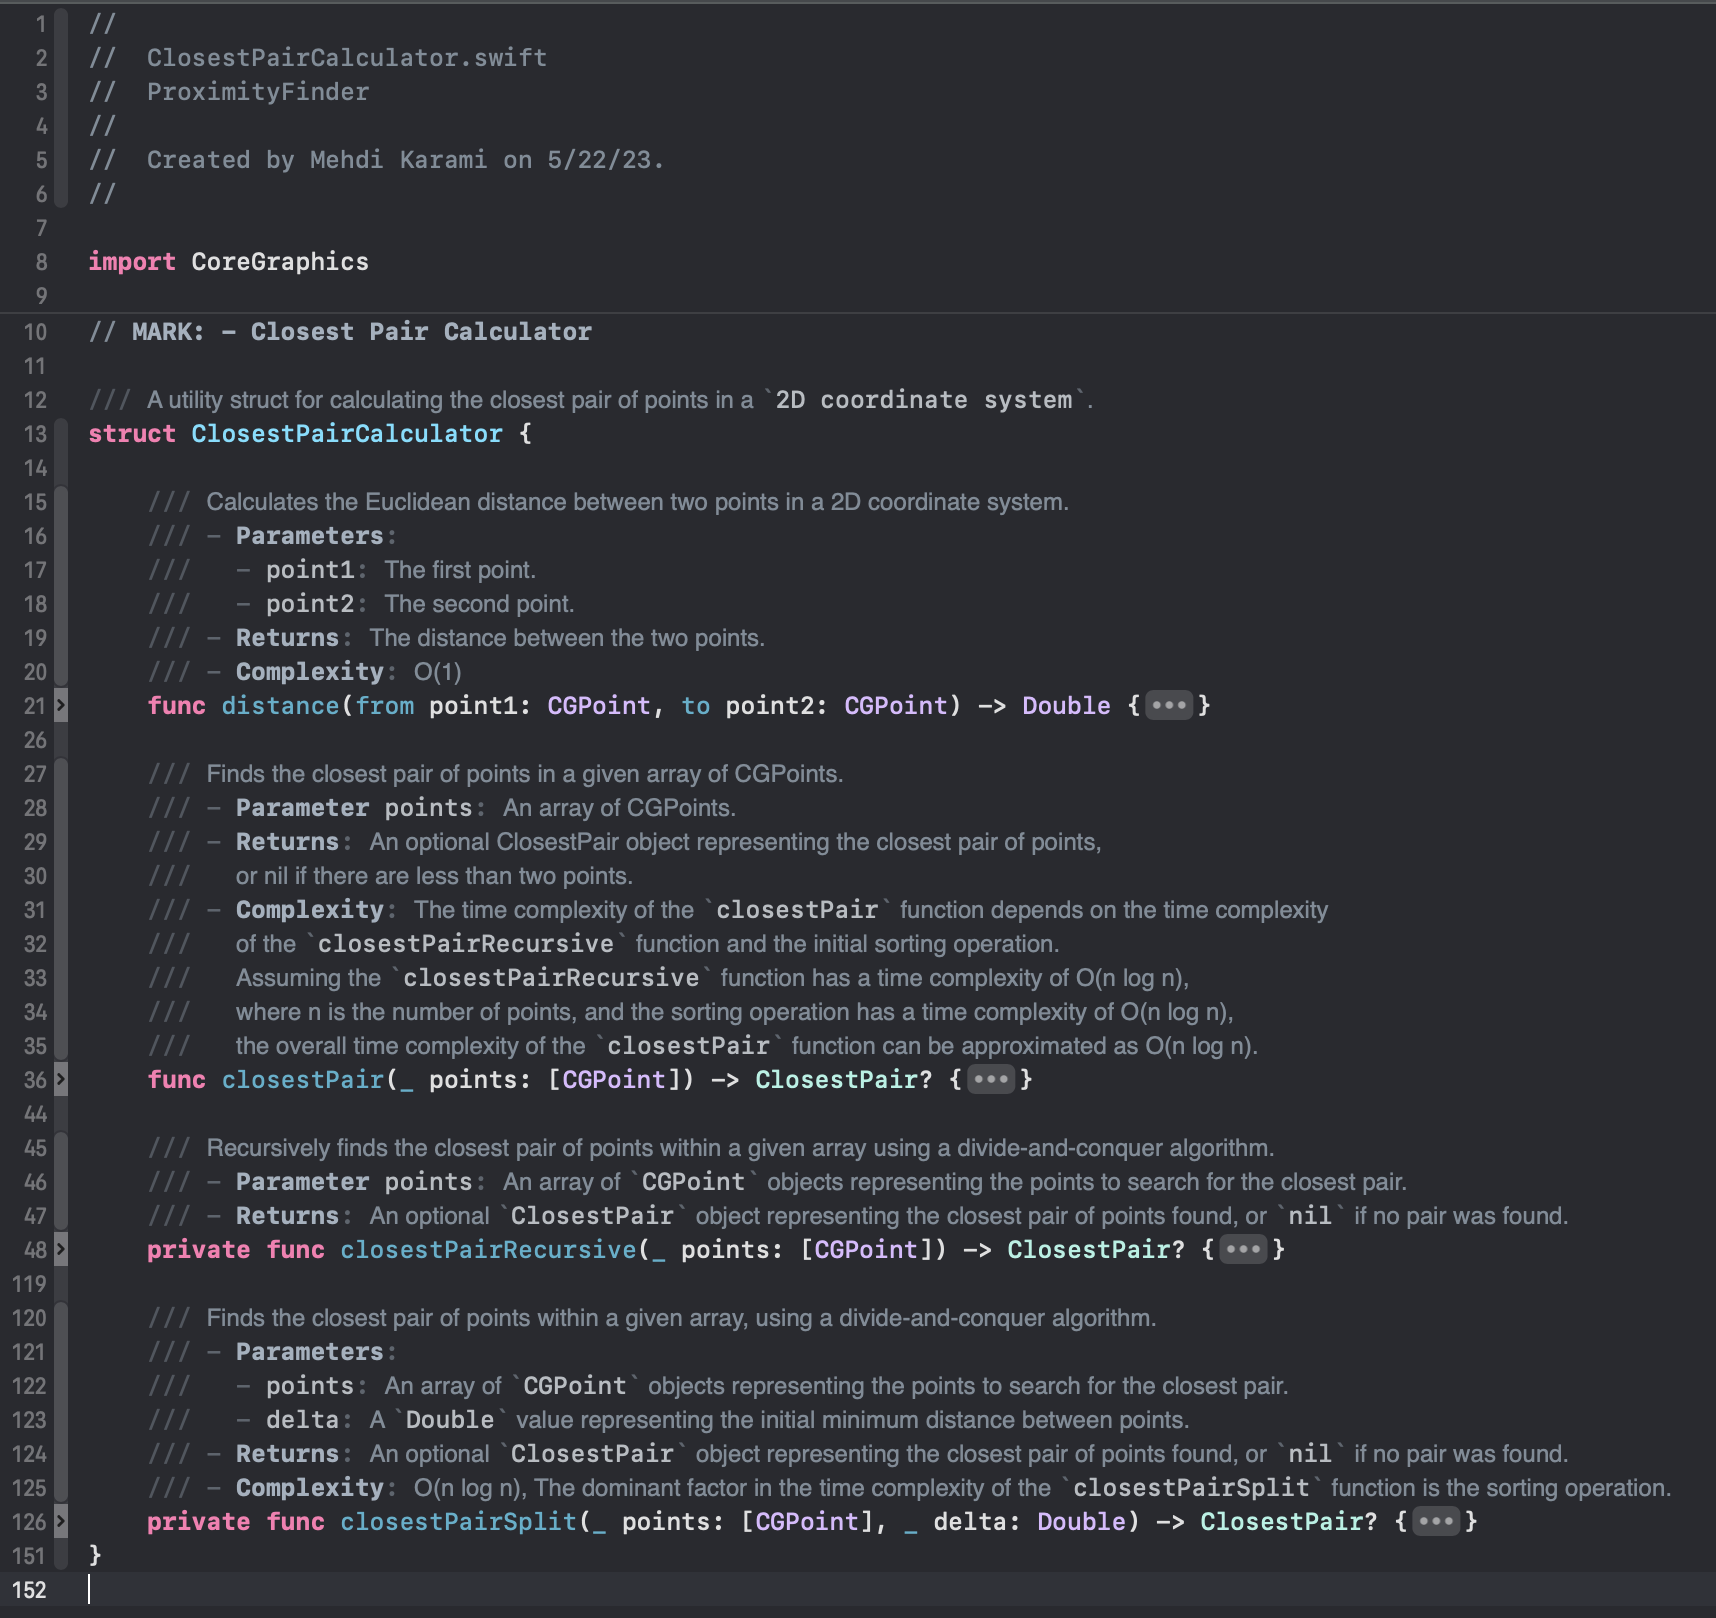 1 //
2 //  ClosestPairCalculator.swift
3 //  ProximityFinder
4 //
5 //  Created by Mehdi Karami on 5/22/23.
6 //
7
8 import CoreGraphics
9
10 // MARK: - Closest Pair Calculator
11
12 /// A utility struct for calculating the closest pair of points in a `2D coordinate system`.
13 struct ClosestPairCalculator {
14
15     /// Calculates the Euclidean distance between two points in a 2D coordinate system.
16     /// - Parameters:
17     ///   - point1: The first point.
18     ///   - point2: The second point.
19     /// - Returns: The distance between the two points.
20     /// - Complexity: O(1)
21     func distance(from point1: CGPoint, to point2: CGPoint) -> Double {•••}
26
27     /// Finds the closest pair of points in a given array of CGPoints.
28     /// - Parameter points: An array of CGPoints.
29     /// - Returns: An optional ClosestPair object representing the closest pair of points,
30     ///   or nil if there are less than two points.
31     /// - Complexity: The time complexity of the `closestPair` function depends on the time complexity
32     ///   of the `closestPairRecursive` function and the initial sorting operation.
33     ///   Assuming the `closestPairRecursive` function has a time complexity of O(n log n),
34     ///   where n is the number of points, and the sorting operation has a time complexity of O(n log n),
35     ///   the overall time complexity of the `closestPair` function can be approximated as O(n log n).
36     func closestPair(_ points: [CGPoint]) -> ClosestPair? {•••}
44
45     /// Recursively finds the closest pair of points within a given array using a divide-and-conquer algorithm.
46     /// - Parameter points: An array of `CGPoint` objects representing the points to search for the closest pair.
47     /// - Returns: An optional `ClosestPair` object representing the closest pair of points found, or `nil` if no pair was found.
48     private func closestPairRecursive(_ points: [CGPoint]) -> ClosestPair? {•••}
119
120     /// Finds the closest pair of points within a given array, using a divide-and-conquer algorithm.
121     /// - Parameters:
122     ///   - points: An array of `CGPoint` objects representing the points to search for the closest pair.
123     ///   - delta: A `Double` value representing the initial minimum distance between points.
124     /// - Returns: An optional `ClosestPair` object representing the closest pair of points found, or `nil` if no pair was found.
125     /// - Complexity: O(n log n), The dominant factor in the time complexity of the `closestPairSplit` function is the sorting operation.
126     private func closestPairSplit(_ points: [CGPoint], _ delta: Double) -> ClosestPair? {•••}
151 }
152